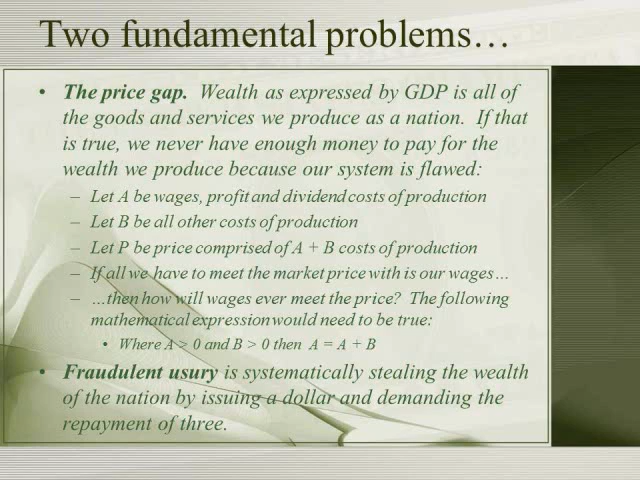 Two fundamental problems…
• The price gap. Wealth as expressed by GDP is all of
the goods and services we produce as a nation. If that
is true, we never have enough money to pay for the
wealth we produce because our system is flawed:
– Let A be wages, profit and dividend costs of production
– Let B be all other costs of production
– Let P be price comprised of A + B costs of production
– If all we have to meet the market price with is our wages…
– …then how will wages ever meet the price? The following
mathematical expression would need to be true:
• Where A > 0 and B > 0 then A = A + B
• Fraudulent usury is systematically stealing the wealth
of the nation by issuing a dollar and demanding the
repayment of three.